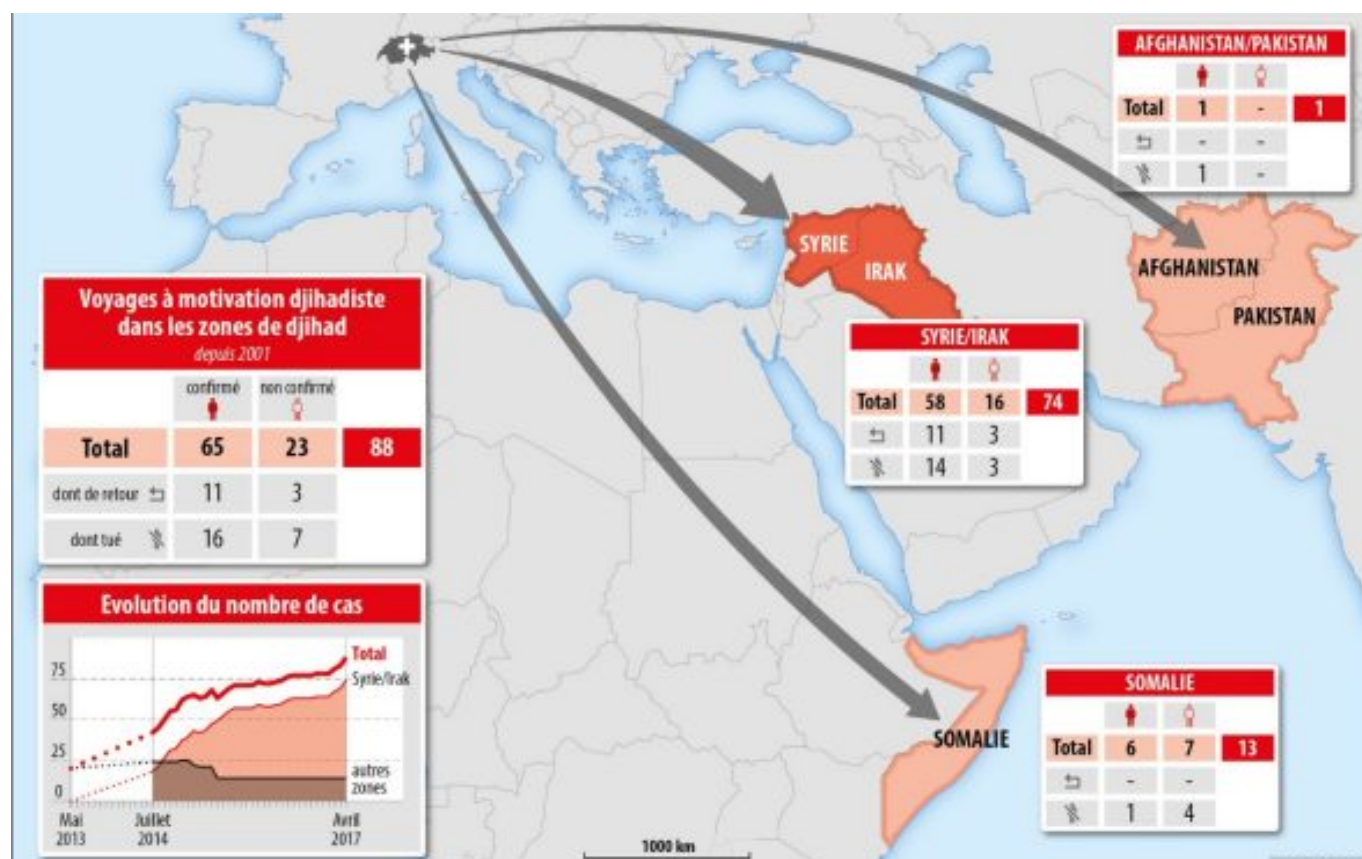 AFGHANISTAN/PAKISTAN
Total 1 - 1
- -
1 -
SYRIE
IRAK
AFGHANISTAN
PAKISTAN
Voyages à motivation djihadiste
dans les zones de djihad
depuis 2001
confirmé non confirmé
Total 65 23 88
dont de retour 11 3
dont tué 16 7
SYRIE/IRAK
Total 58 16 74
11 3
14 3
Evolution du nombre de cas
Total
Syrie/Irak
autres
zones
75
50
25
0
Mai
2013
Juillet
2014
Avril
2017
SOMALIE
SOMALIE
Total 6 7 13
- -
1 4
1000 km